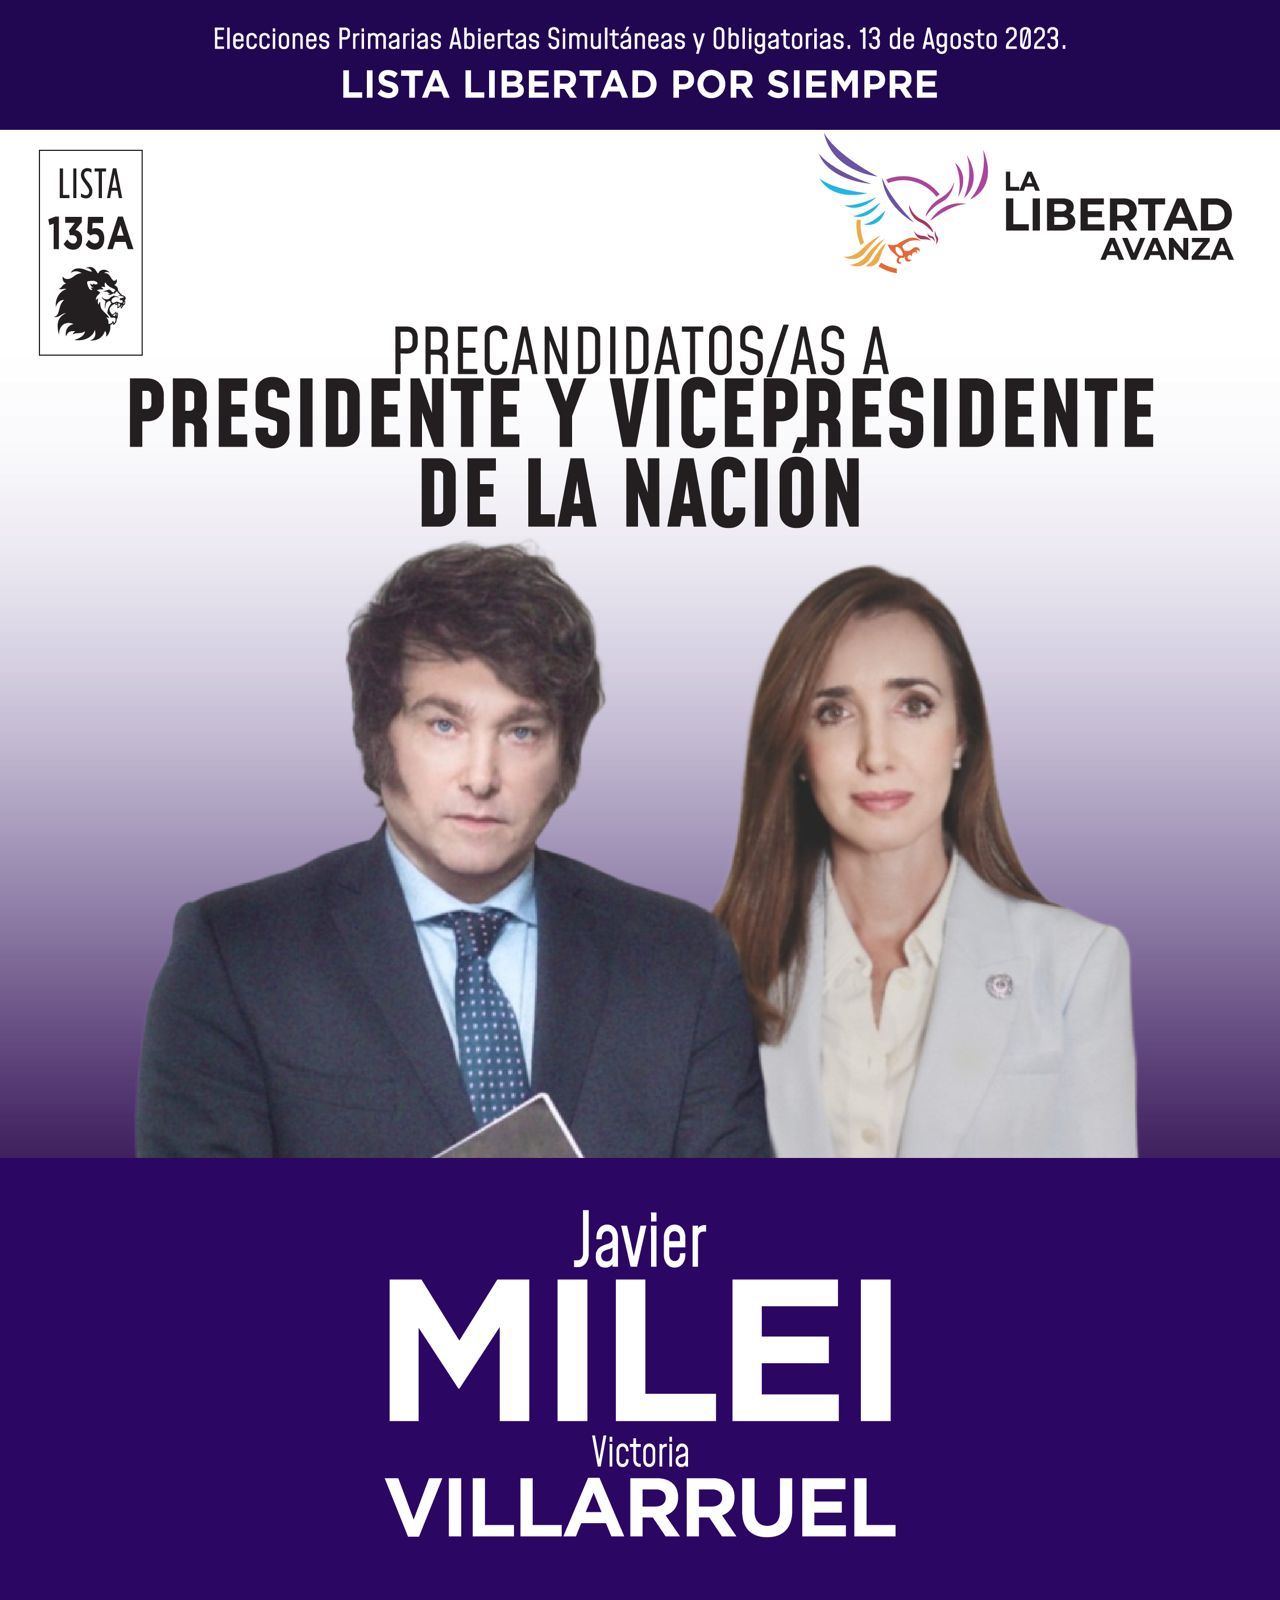 Elecciones Primarias Abiertas Simultáneas y Obligatorias. 13 de Agosto 2023.
LISTA LIBERTAD POR SIEMPRE
LISTA
135A
LA
LIBERTAD
AVANZA
PRECANDIDATOS/AS A
PRESIDENTE Y VICEPRESIDENTE
DE LA NACIÓN
Javier
MILEI
Victoria
VILLARRUEL